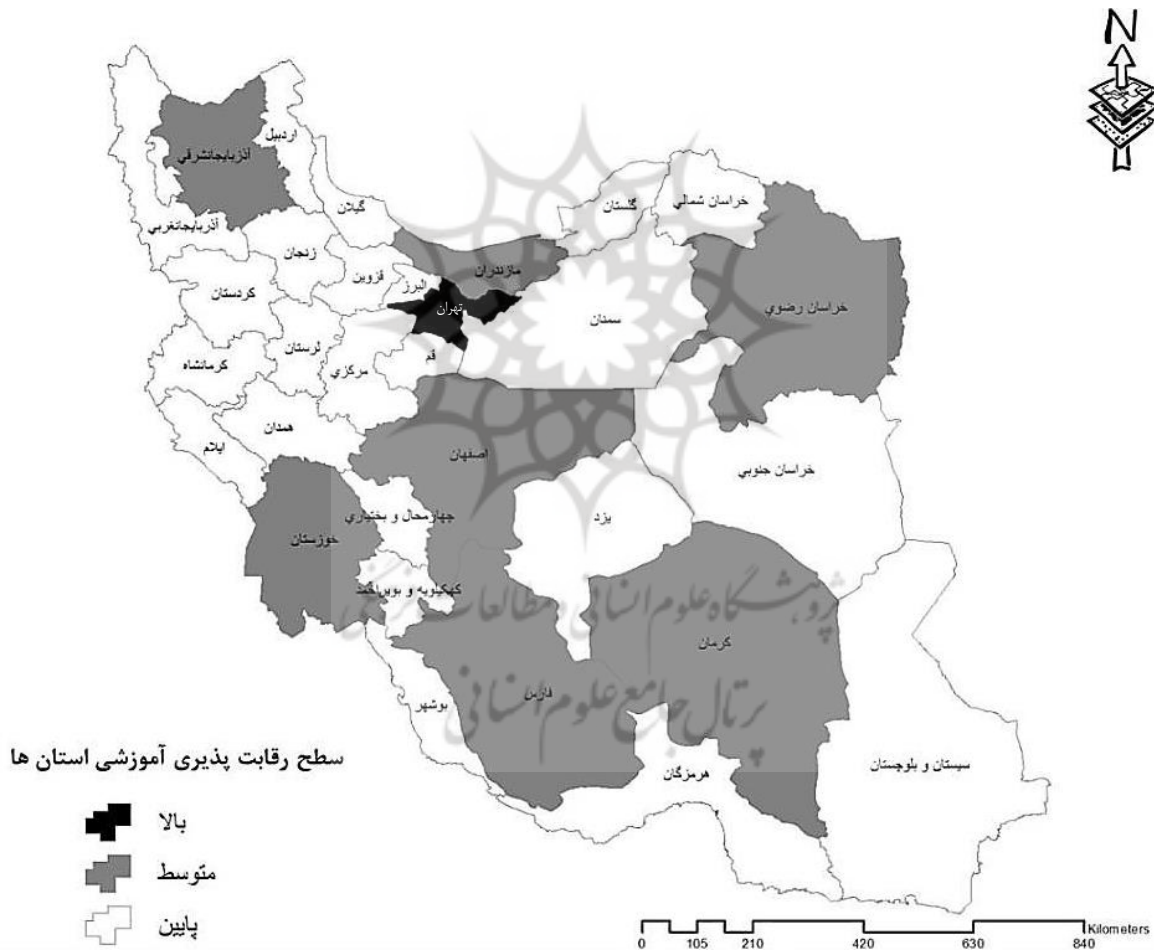 N
اردبیل
آذربايجانشرقي
گيلان
گلستان
خراسان شمالي
آذربايجانغربي
زنجان
مازندران
قزوين
البرز
تهران
خراسان رضوي
کردستان
سمنان
لرستان
قم
کرمانشاه
مرکزي
همدان
ايلام
اصفهان
خراسان جنوبي
يزد
چهارمحال و بختياري
خوزستان
کهکيلويه و بويراحمد
پژوهشگاه علوم انسانی و مطالعات فرهنگی
کرمان
فارس
پرتال جامع علوم انسانی
بوشهر
هرمزگان
سيستان و بلوچستان
سطح رقابت پذیری آموزشی استان ها
بالا
متوسط
پایین
Kilometers
0 105 210 420 630 840